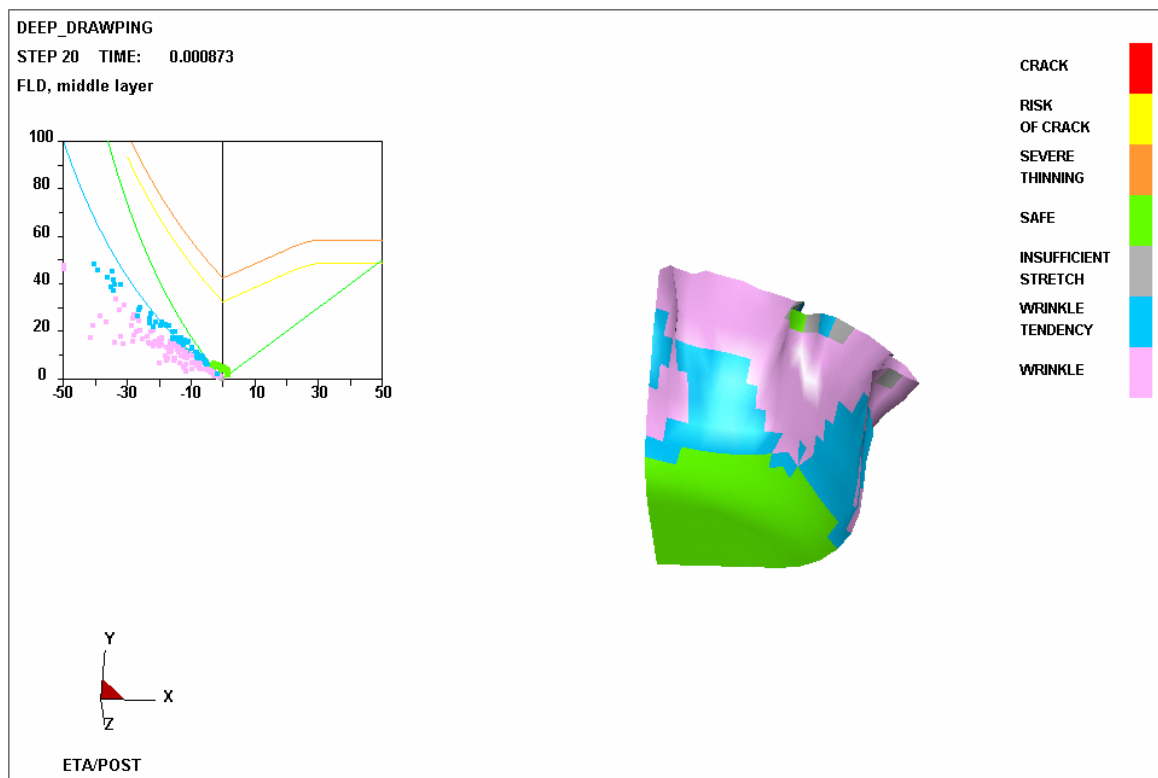 DEEP_DRAWPING
STEP 20 TIME: 0.000873
FLD, middle layer
100
80
60
40
20
0
-50 -30 -10 10 30 50
CRACK
RISK
OF CRACK
SEVERE
THINNING
SAFE
INSUFFICIENT
STRETCH
WRINKLE
TENDENCY
WRINKLE
Y
X
Z
ETA/POST